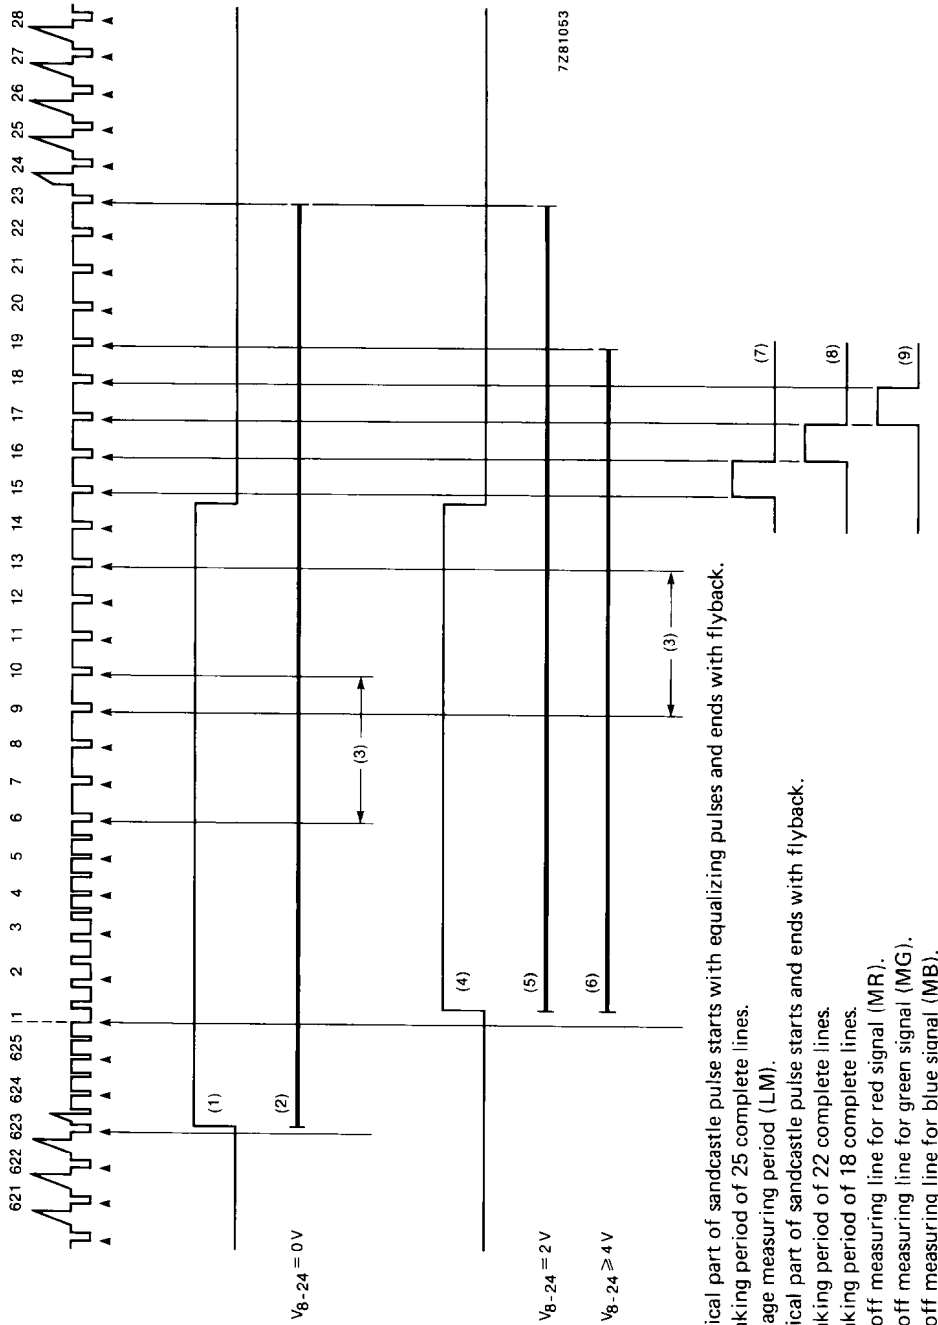 621 622 623 624 625 1 2 3 4 5 6 7 8 9 10 11 12 13 14 15 16 17 18 19 20 21 22 23 24 25 26 27 28
(1)
V8-24 = 0 V
(2)
(3)
(4)
V8-24 = 2 V
(5)
V8-24 ⩾ 4 V
(6)
(3)
(7)
(8)
(9)
7Z81053
ical part of sandcastle pulse starts with equalizing pulses and ends with flyback.
king period of 25 complete lines.
age measuring period (LM).
ical part of sandcastle pulse starts and ends with flyback.
king period of 22 complete lines.
king period of 18 complete lines.
off measuring line for red signal (MR).
off measuring line for green signal (MG).
off measuring line for blue signal (MB).